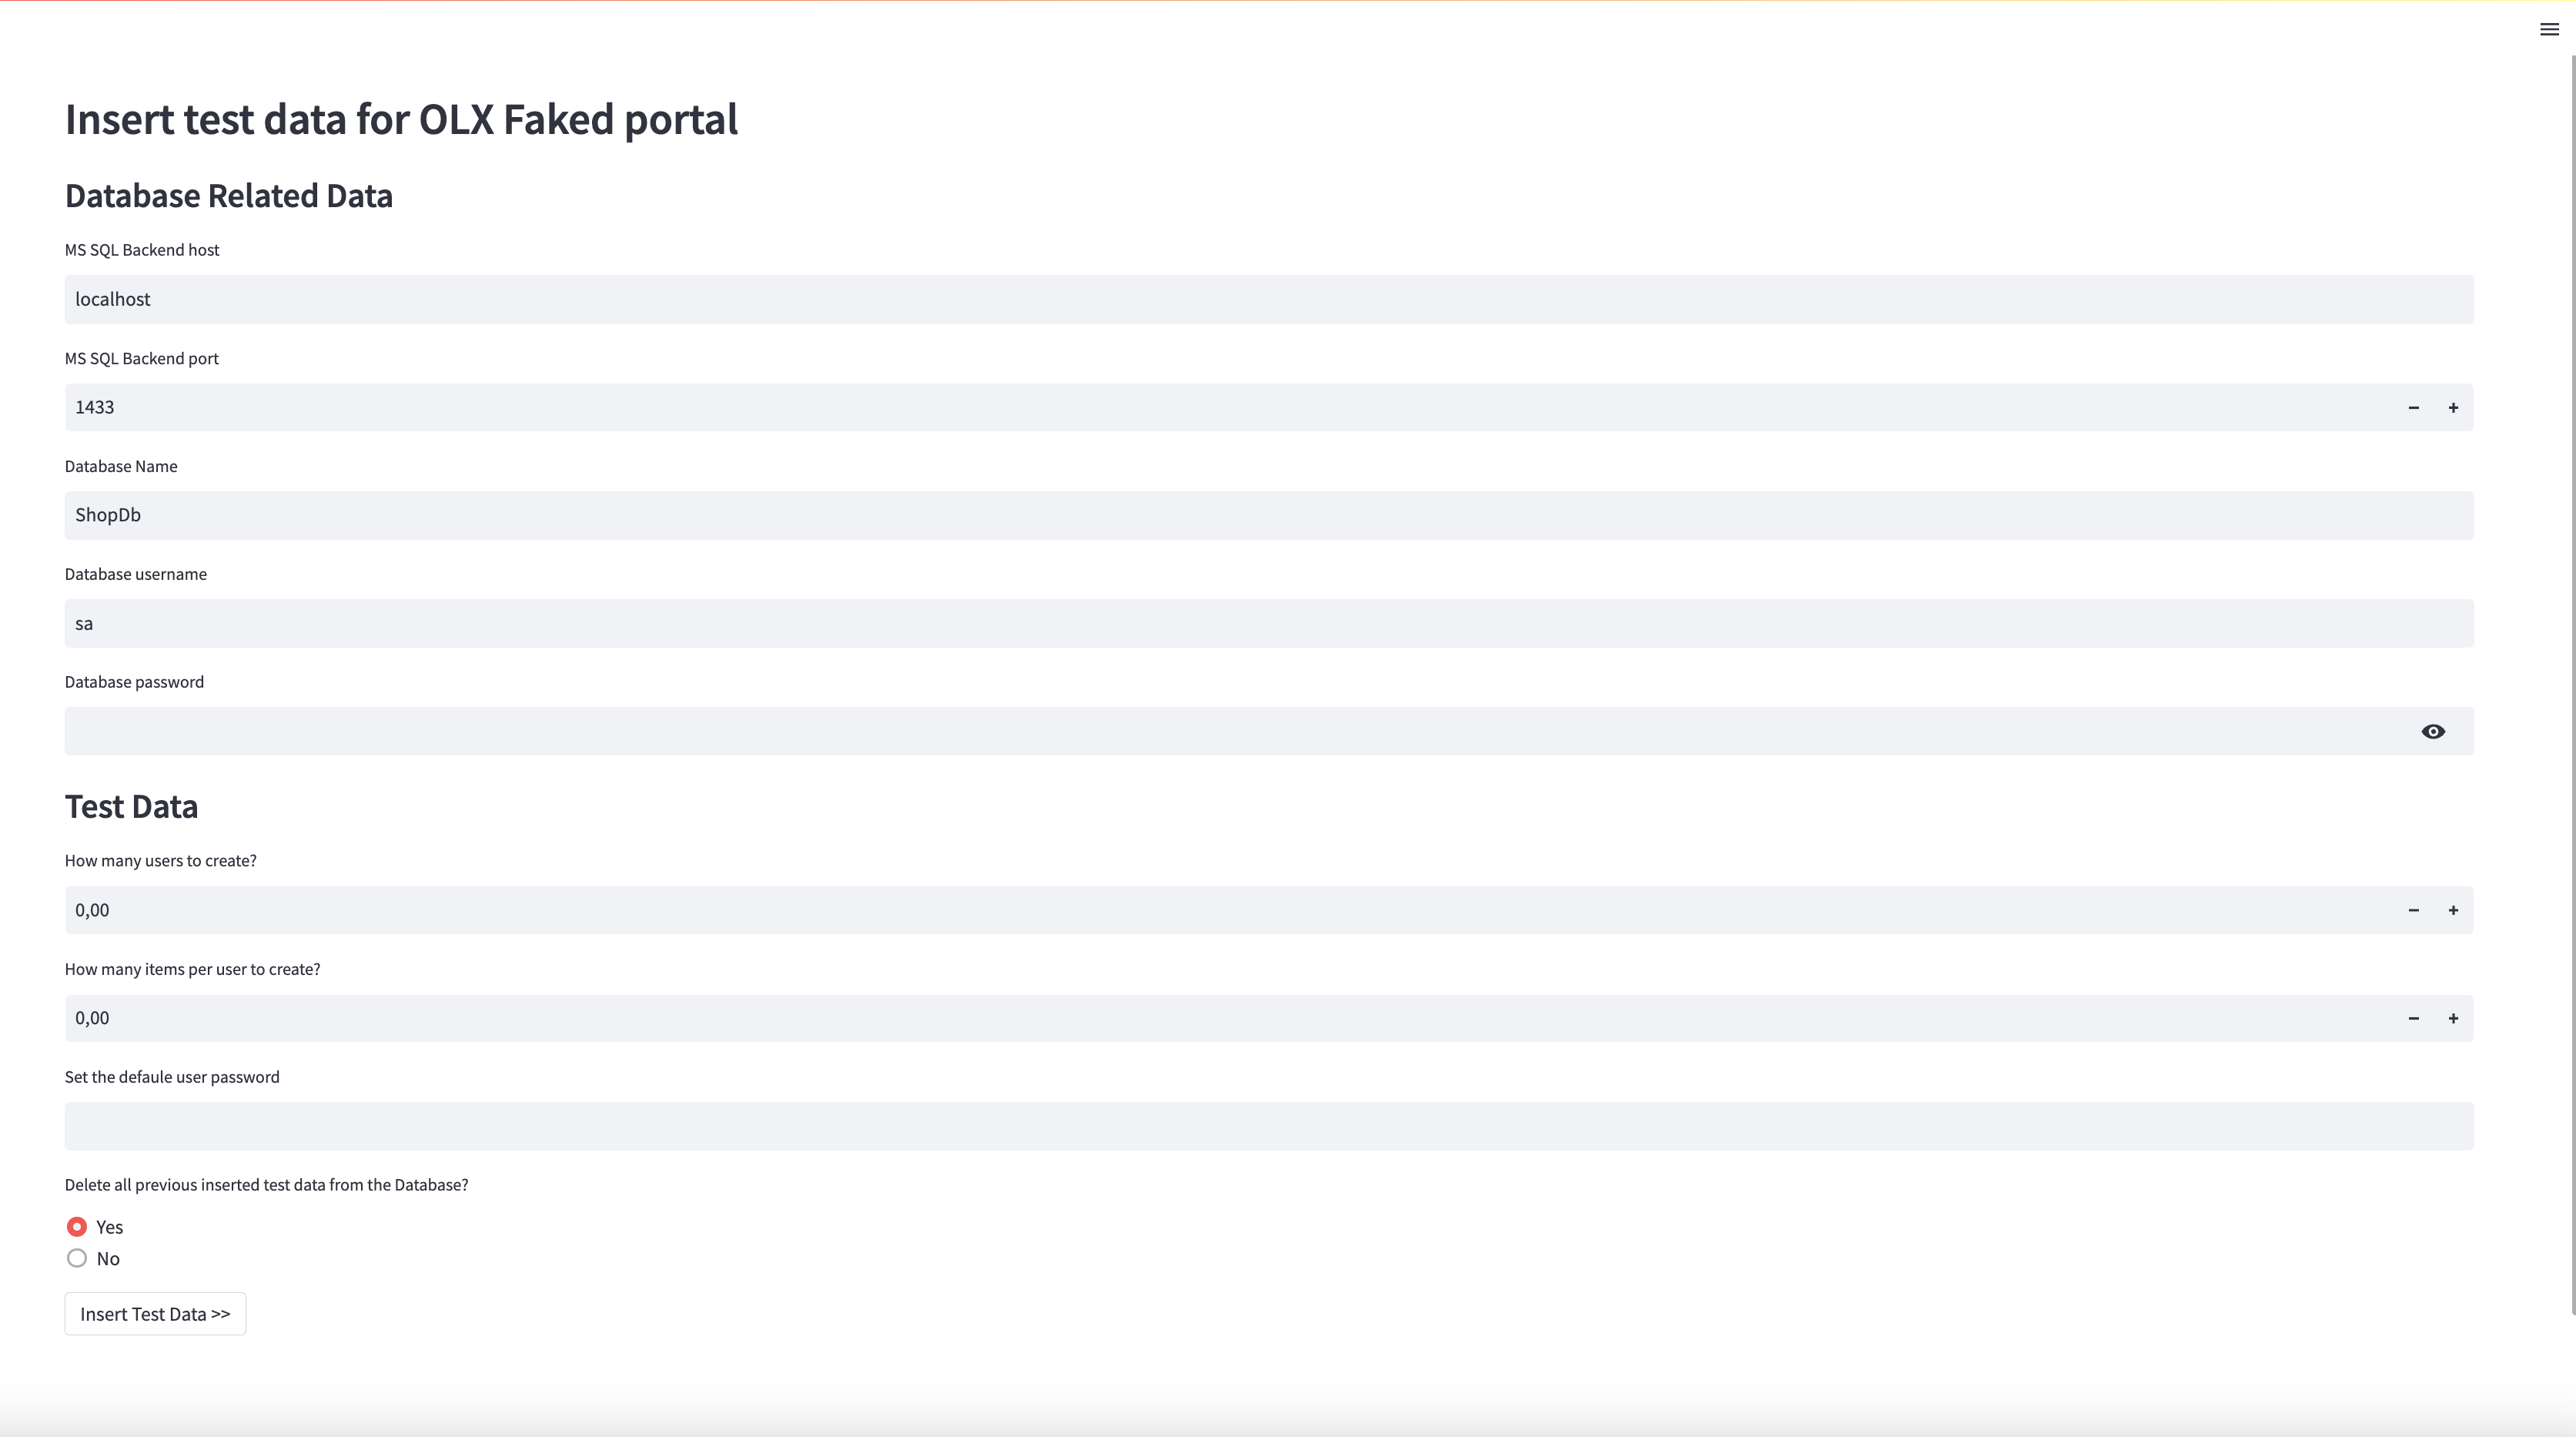 Insert test data for OLX Faked portal
Database Related Data
MS SQL Backend host
localhost
MS SQL Backend port
1433
Database Name
ShopDb
Database username
sa
Database password
Test Data
How many users to create?
0,00
How many items per user to create?
0,00
Set the defaule user password
Delete all previous inserted test data from the Database?
Yes
No
Insert Test Data >>